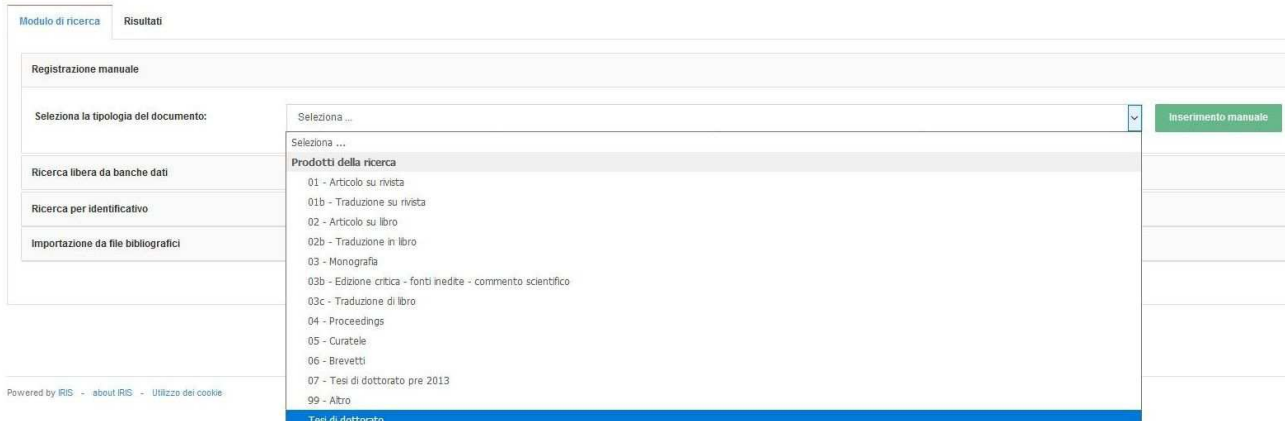 Modulo di ricerca Risultati
Registrazione manuale
Seleziona la tipologia del documento: Seleziona ... Inserimento manuale
Seleziona ...
Prodotti della ricerca
01 - Articolo su rivista
01b - Traduzione su rivista
02 - Articolo su libro
02b - Traduzione in libro
03 - Monografia
03b - Edizione critica - fonti inedite - commento scientifico
03c - Traduzione di libro
04 - Proceedings
05 - Curatele
06 - Brevetti
07 - Tesi di dottorato pre 2013
99 - Altro
Tesi di dottorato
Ricerca libera da banche dati
Ricerca per identificativo
Importazione da file bibliografici
Powered by IRIS - about IRIS - Utilizzo dei cookie